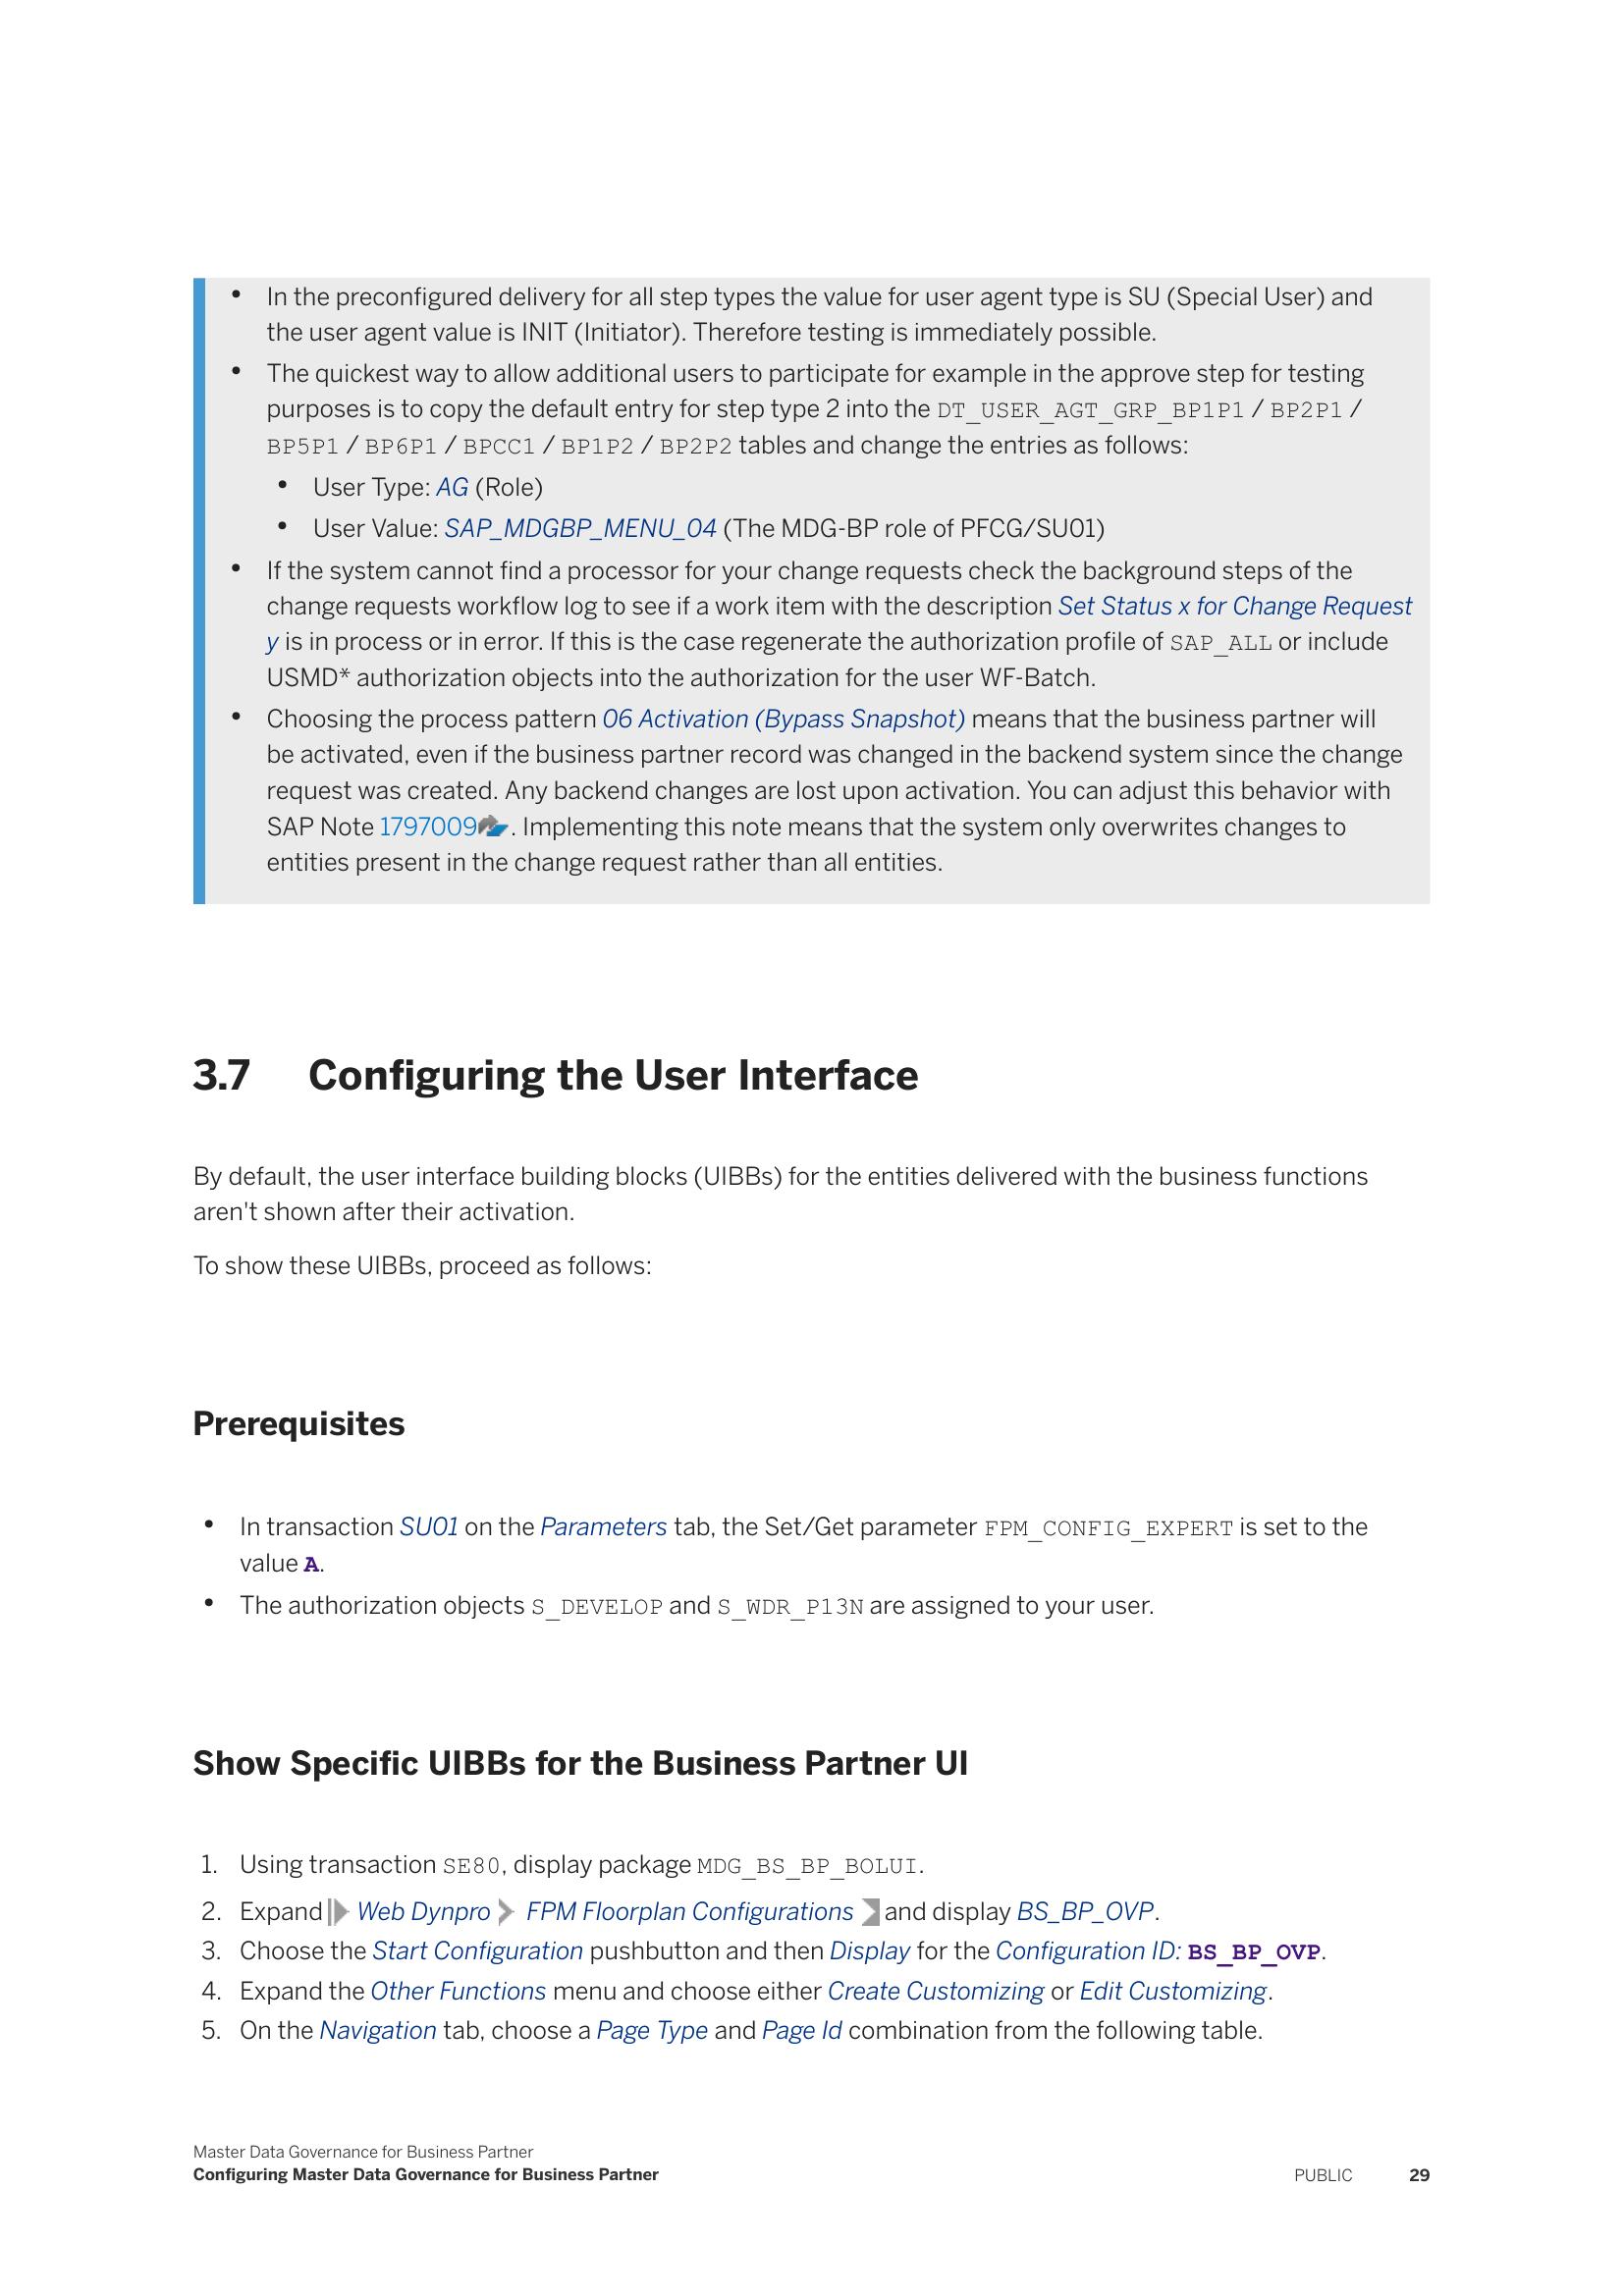 • In the preconfigured delivery for all step types the value for user agent type is SU (Special User) and
the user agent value is INIT (Initiator). Therefore testing is immediately possible.
• The quickest way to allow additional users to participate for example in the approve step for testing
purposes is to copy the default entry for step type 2 into the DT_USER_AGT_GRP_BP1P1 / BP2P1 /
BP5P1 / BP6P1 / BPCC1 / BP1P2 / BP2P2 tables and change the entries as follows:
• User Type: AG (Role)
• User Value: SAP_MDGBP_MENU_04 (The MDG-BP role of PFCG/SU01)
• If the system cannot find a processor for your change requests check the background steps of the
change requests workflow log to see if a work item with the description Set Status x for Change Request
y is in process or in error. If this is the case regenerate the authorization profile of SAP_ALL or include
USMD* authorization objects into the authorization for the user WF-Batch.
• Choosing the process pattern 06 Activation (Bypass Snapshot) means that the business partner will
be activated, even if the business partner record was changed in the backend system since the change
request was created. Any backend changes are lost upon activation. You can adjust this behavior with
SAP Note 1797009. Implementing this note means that the system only overwrites changes to
entities present in the change request rather than all entities.
3.7 Configuring the User Interface
By default, the user interface building blocks (UIBBs) for the entities delivered with the business functions
aren't shown after their activation.
To show these UIBBs, proceed as follows:
Prerequisites
• In transaction SU01 on the Parameters tab, the Set/Get parameter FPM_CONFIG_EXPERT is set to the
value A.
• The authorization objects S_DEVELOP and S_WDR_P13N are assigned to your user.
Show Specific UIBBs for the Business Partner UI
1. Using transaction SE80, display package MDG_BS_BP_BOLUI.
2. Expand Web Dynpro FPM Floorplan Configurations and display BS_BP_OVP.
3. Choose the Start Configuration pushbutton and then Display for the Configuration ID: BS_BP_OVP.
4. Expand the Other Functions menu and choose either Create Customizing or Edit Customizing.
5. On the Navigation tab, choose a Page Type and Page Id combination from the following table.
Master Data Governance for Business Partner
Configuring Master Data Governance for Business Partner
PUBLIC 29